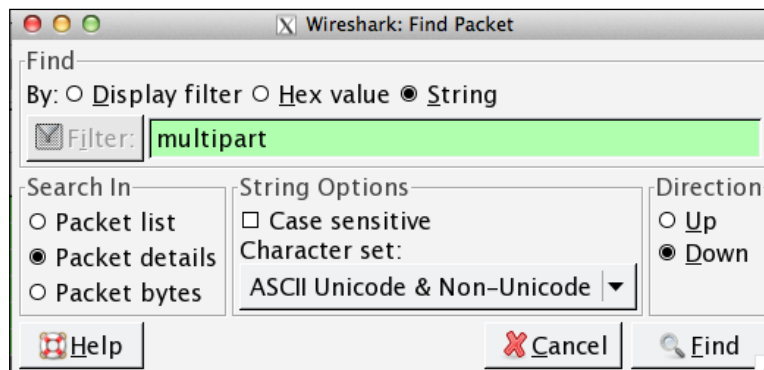 Wireshark: Find Packet
Find
By: Display filter Hex value String
Filter: multipart
Search In
Packet list
Packet details
Packet bytes
String Options
Case sensitive
Character set:
ASCII Unicode & Non-Unicode
Direction
Up
Down
Help Cancel Find